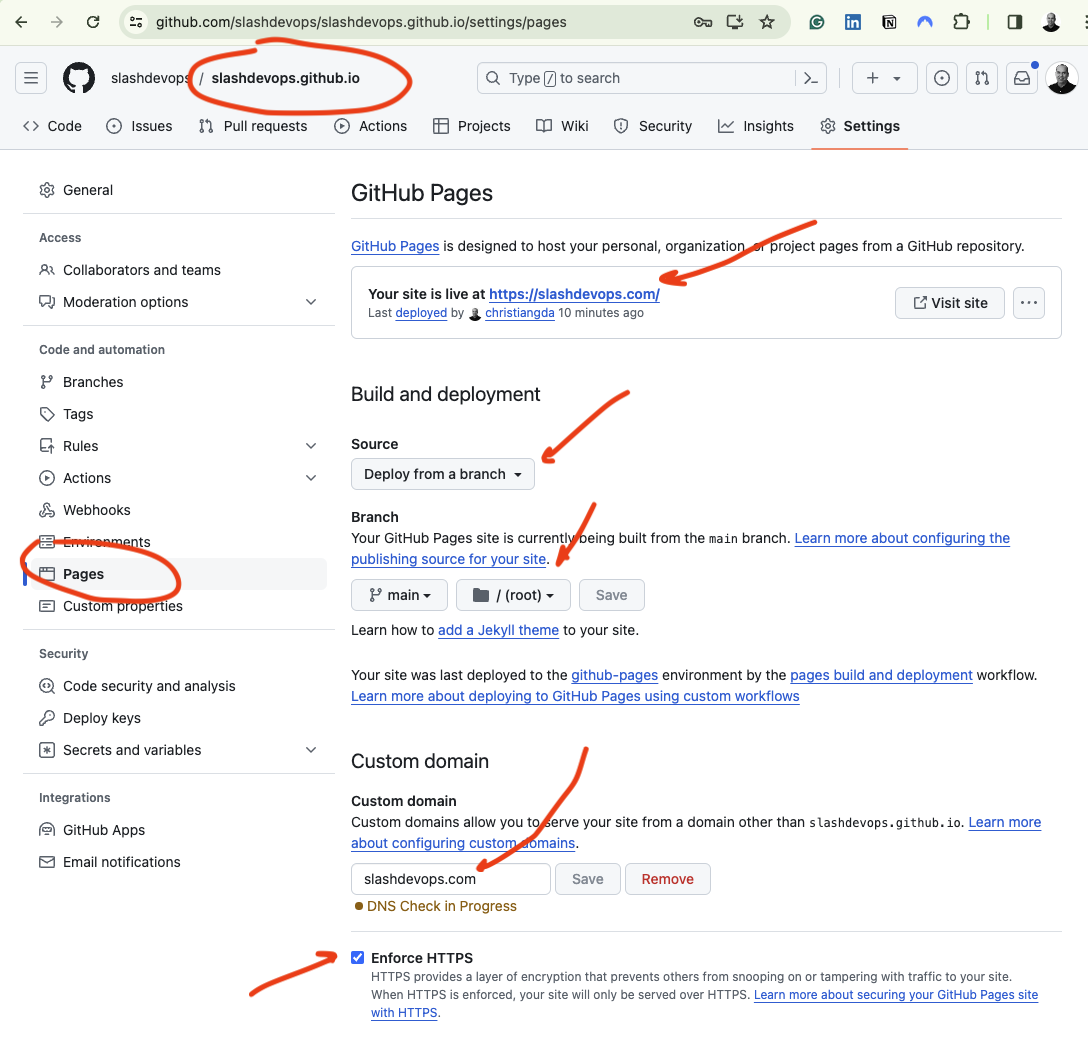 github.com/slashdevops/slashdevops.github.io/settings/pages
slashdevops / slashdevops.github.io
Type / to search
Code Issues Pull requests Actions Projects Wiki Security Insights Settings
General
Access
Collaborators and teams
Moderation options
Code and automation
Branches
Tags
Rules
Actions
Webhooks
Environments
Pages
Custom properties
Security
Code security and analysis
Deploy keys
Secrets and variables
Integrations
GitHub Apps
Email notifications
GitHub Pages
GitHub Pages is designed to host your personal, organization, or project pages from a GitHub repository.
Your site is live at https://slashdevops.com/
Last deployed by christiangda 10 minutes ago
Visit site
Build and deployment
Source
Deploy from a branch
Branch
Your GitHub Pages site is currently being built from the main branch. Learn more about configuring the
publishing source for your site.
main / (root) Save
Learn how to add a Jekyll theme to your site.
Your site was last deployed to the github-pages environment by the pages build and deployment workflow.
Learn more about deploying to GitHub Pages using custom workflows
Custom domain
Custom domain
Custom domains allow you to serve your site from a domain other than slashdevops.github.io. Learn more
about configuring custom domains.
slashdevops.com Save Remove
DNS Check in Progress
Enforce HTTPS
HTTPS provides a layer of encryption that prevents others from snooping on or tampering with traffic to your site.
When HTTPS is enforced, your site will only be served over HTTPS. Learn more about securing your GitHub Pages site
with HTTPS.